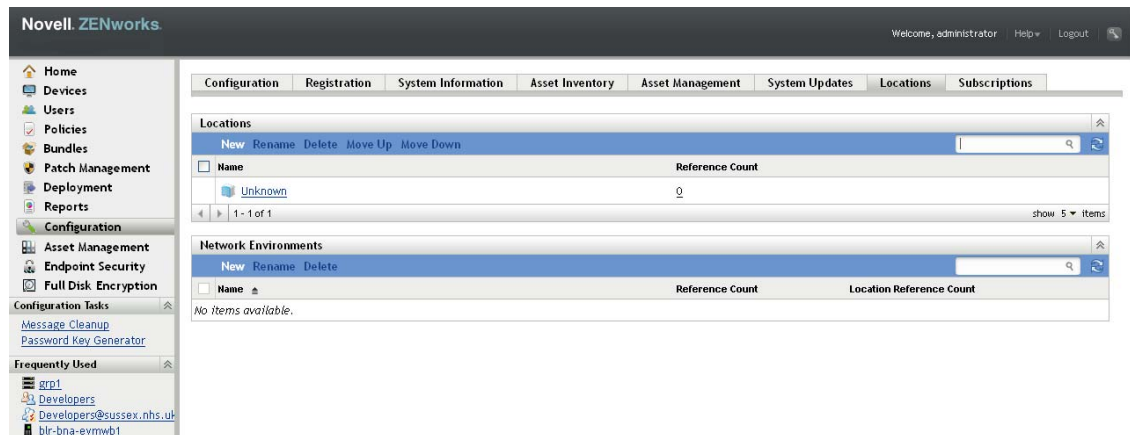 Novell. ZENworks.
Welcome, administrator Help Logout
Home
Devices
Users
Policies
Bundles
Patch Management
Deployment
Reports
Configuration
Asset Management
Endpoint Security
Full Disk Encryption
Configuration Tasks
Message Cleanup
Password Key Generator
Frequently Used
grp1
Developers
Developers@sussex.nhs.uk
blr-bna-evmwb1
Configuration Registration System Information Asset Inventory Asset Management System Updates Locations Subscriptions
Locations
New Rename Delete Move Up Move Down
Name Reference Count
Unknown 0
1 - 1 of 1 show 5 items
Network Environments
New Rename Delete
Name Reference Count Location Reference Count
No items available.